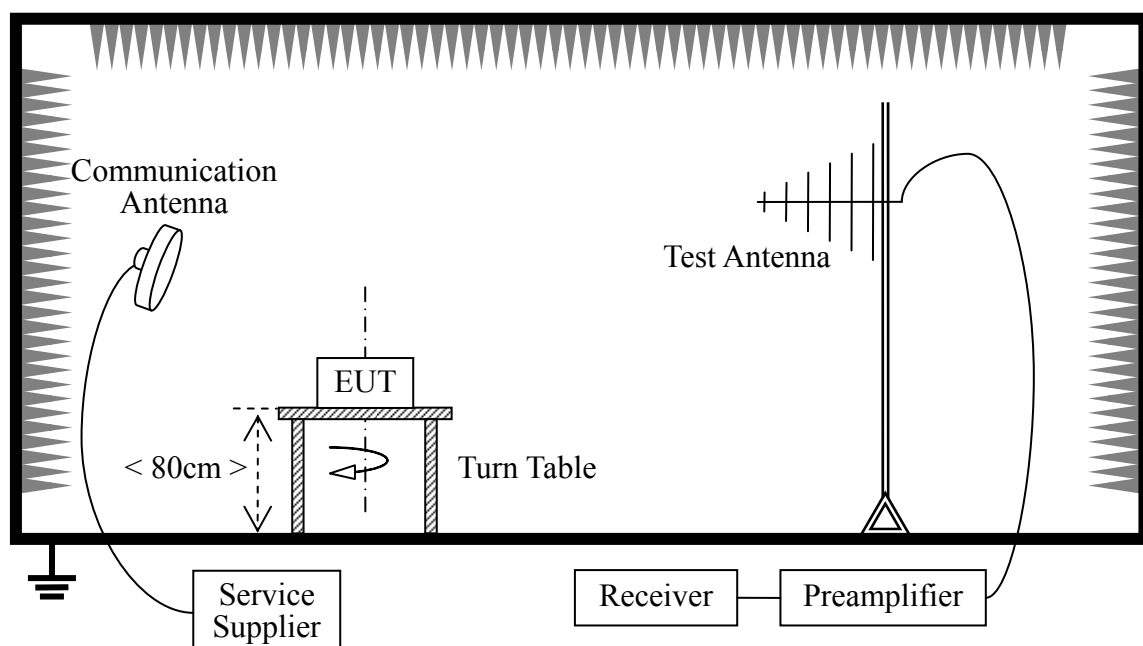 Communication
Antenna
Test Antenna
EUT
< 80cm >
Turn Table
Service
Supplier
Receiver
Preamplifier